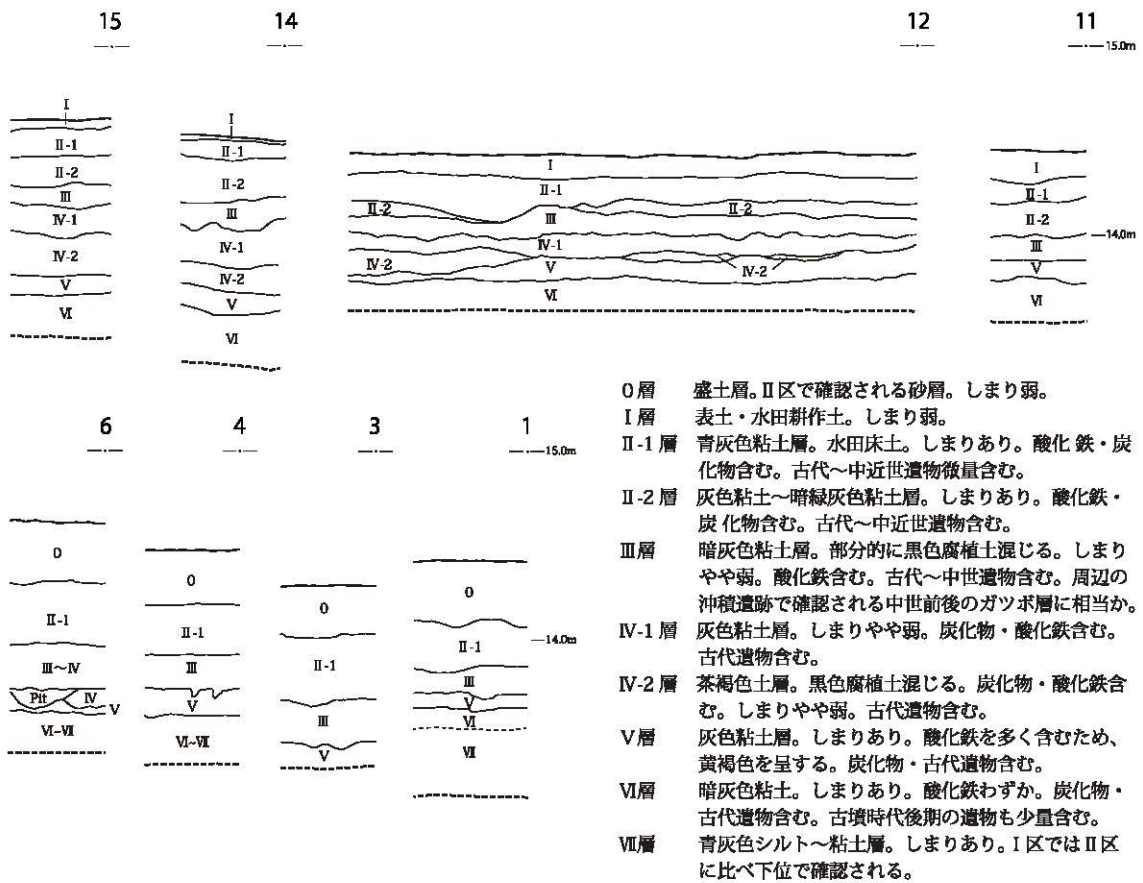 15
14
12
11
15.0m
I
II-1
II-2
III
IV-1
IV-2
V
VI
I
II-1
II-2
III
IV-1
IV-2
V
VI
I
II-1
II-2
III
II-2
IV-1
IV-2
V
IV-2
VI
I
II-1
II-2
14.0m
III
V
VI
6
4
3
1
15.0m
0
II-1
III～IV
Pit
IV
V
VI~VII
0
II-1
III
V
VI~VII
0
II-1
III
V
0
14.0m
II-1
III
V
VI
VII
0層 盛土層。II区で確認される砂層。しまり弱。
I層 表土・水田耕作土。しまり弱。
II-1層 青灰色粘土層。水田床土。しまりあり。酸化 鉄・炭
化物含む。古代～中近世遺物微量含む。
II-2層 灰色粘土～暗緑灰色粘土層。しまりあり。酸化鉄・
炭 化物含む。古代～中近世遺物含む。
III層 暗灰色粘土層。部分的に黒色腐植土混じる。しまり
やや弱。酸化鉄含む。古代～中世遺物含む。周辺の
沖積遺跡で確認される中世前後のガツボ層に相当か。
IV-1層 灰色粘土層。しまりやや弱。炭化物・酸化鉄含む。
古代遺物含む。
IV-2層 茶褐色土層。黒色腐植土混じる。炭化物・酸化鉄含
む。しまりやや弱。古代遺物含む。
V層 灰色粘土層。しまりあり。酸化鉄を多く含むため、
黄褐色を呈する。炭化物・古代遺物含む。
VI層 暗灰色粘土。しまりあり。酸化鉄わずか。炭化物・
古代遺物含む。古墳時代後期の遺物も少量含む。
VII層 青灰色シルト～粘土層。しまりあり。I区ではII区
に比べ下位で確認される。